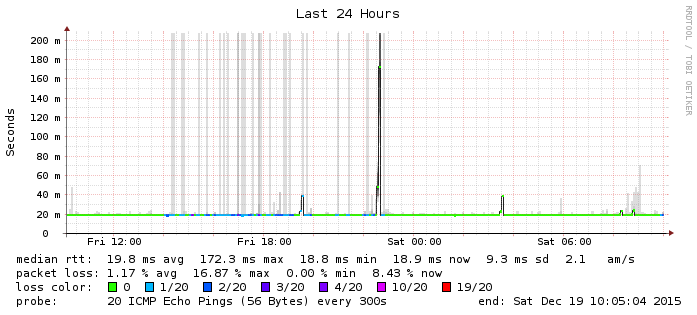 Last 24 Hours
RRDTOOL / TOBI OETIKER
Seconds
200 m
180 m
160 m
140 m
120 m
100 m
80 m
60 m
40 m
20 m
0
Fri 12:00 Fri 18:00 Sat 00:00 Sat 06:00
median rtt: 19.8 ms avg 172.3 ms max 18.8 ms min 18.9 ms now 9.3 ms sd 2.1 am/s
packet loss: 1.17 % avg 16.87 % max 0.00 % min 8.43 % now
loss color: 0 1/20 2/20 3/20 4/20 10/20 19/20
probe: 20 ICMP Echo Pings (56 Bytes) every 300s end: Sat Dec 19 10:05:04 2015